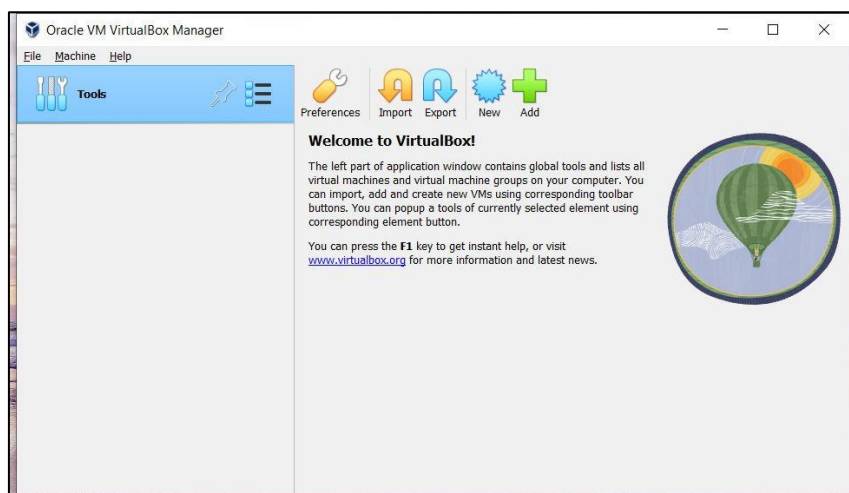 Oracle VM VirtualBox Manager
File Machine Help
Tools
Preferences Import Export New Add
Welcome to VirtualBox!
The left part of application window contains global tools and lists all
virtual machines and virtual machine groups on your computer. You
can import, add and create new VMs using corresponding toolbar
buttons. You can popup a tools of currently selected element using
corresponding element button.
You can press the F1 key to get instant help, or visit
www.virtualbox.org for more information and latest news.